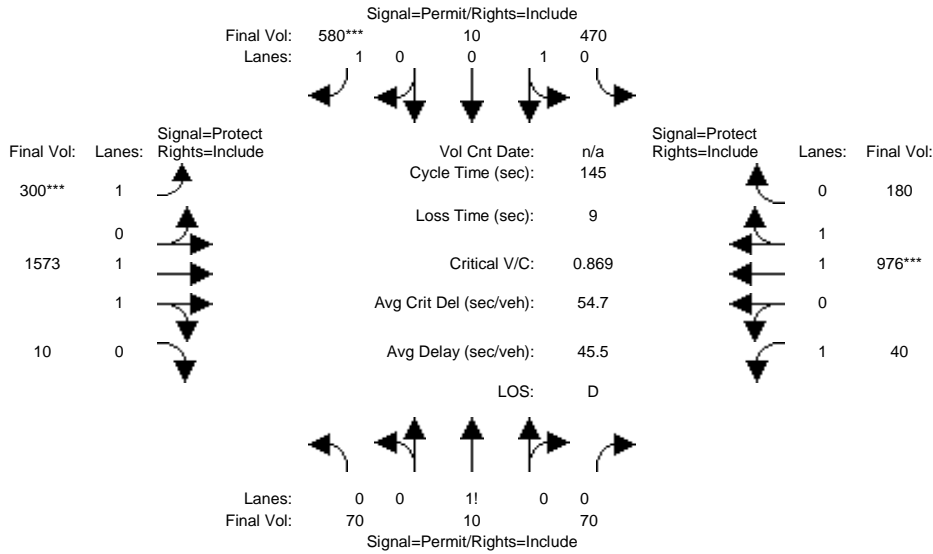 Signal=Permit/Rights=Include
Final Vol: 580*** 10 470
Lanes: 1 0 0 1 0
Signal=Protect
Final Vol: Lanes: Rights=Include
Vol Cnt Date: n/a
Signal=Protect
Rights=Include Lanes: Final Vol:
Cycle Time (sec): 145
300*** 1
0 180
Loss Time (sec): 9
0
1
1573 1
Critical V/C: 0.869
1 976***
1
Avg Crit Del (sec/veh): 54.7
0
10 0
Avg Delay (sec/veh): 45.5
1 40
LOS: D
Lanes: 0 0 1! 0 0
Final Vol: 70 10 70
Signal=Permit/Rights=Include